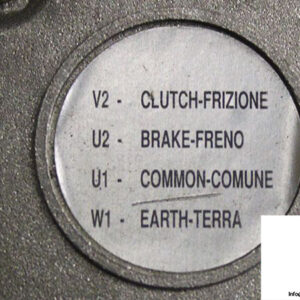 V2 - CLUTCH-FRIZIONE
U2 - BRAKE-FRENO
U1 - COMMON-COMUNE
W1 - EARTH-TERRA